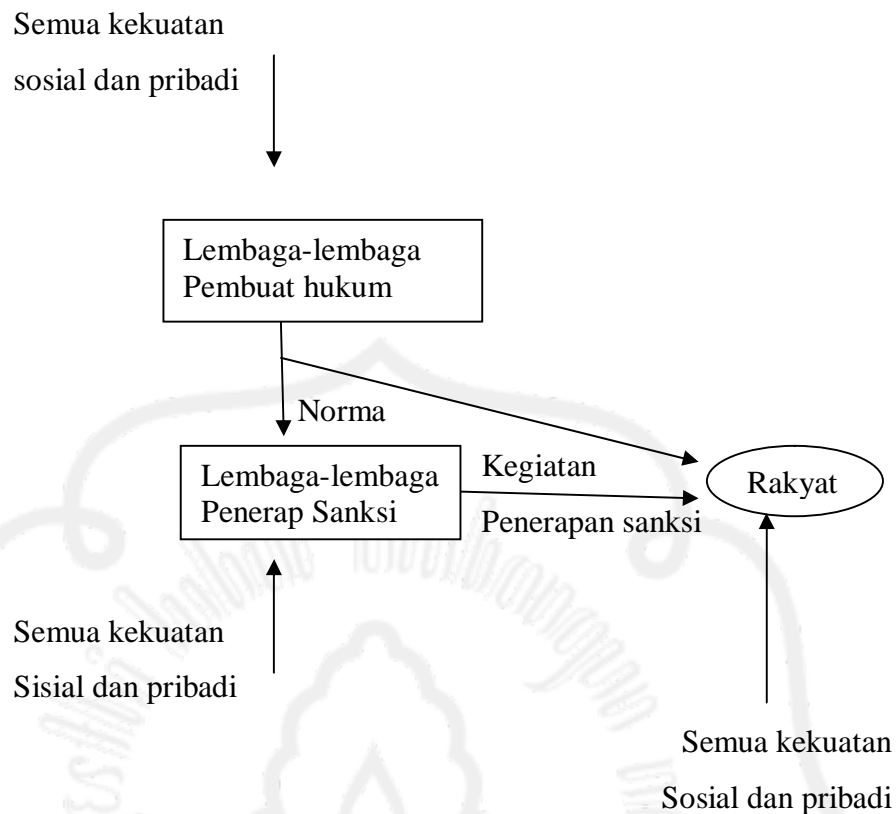 Semua kekuatan
sosial dan pribadi
Lembaga-lembaga
Pembuat hukum
Norma
Lembaga-lembaga
Penerap Sanksi
Kegiatan
Penerapan sanksi
Rakyat
Semua kekuatan
Sisial dan pribadi
Semua kekuatan
Sosial dan pribadi